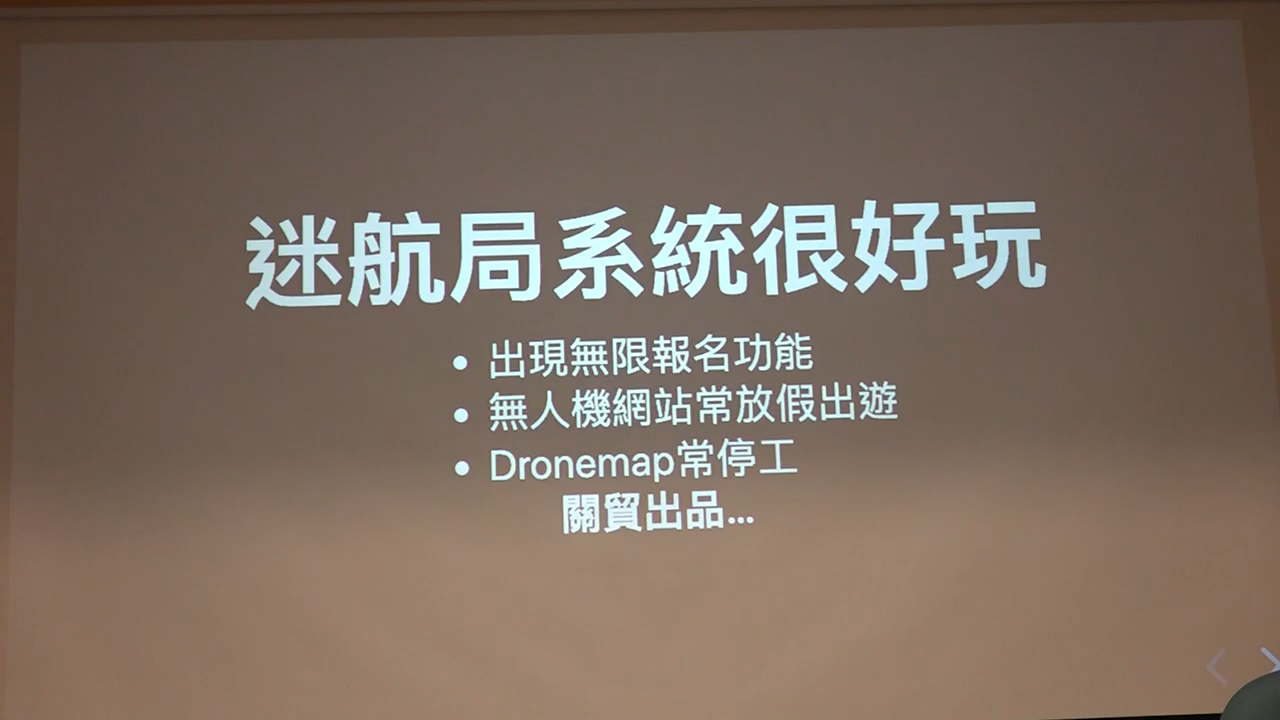 迷航局系統很好玩
• 出現無限報名功能
• 無人機網站常放假出遊
• Dronemap常停工
關貿出品...